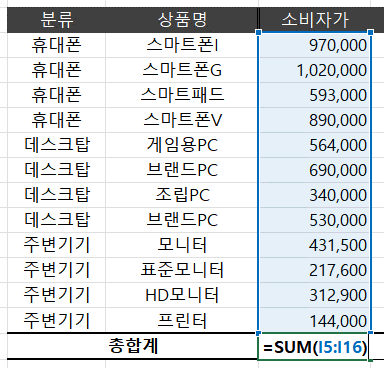 분류 상품명 소비자가
휴대폰 스마트폰I 970,000
휴대폰 스마트폰G 1,020,000
휴대폰 스마트패드 593,000
휴대폰 스마트폰V 890,000
데스크탑 게임용PC 564,000
데스크탑 브랜드PC 690,000
데스크탑 조립PC 340,000
데스크탑 브랜드PC 530,000
주변기기 모니터 431,500
주변기기 표준모니터 217,600
주변기기 HD모니터 312,900
주변기기 프린터 144,000
총합계 =SUM(I5:I16)